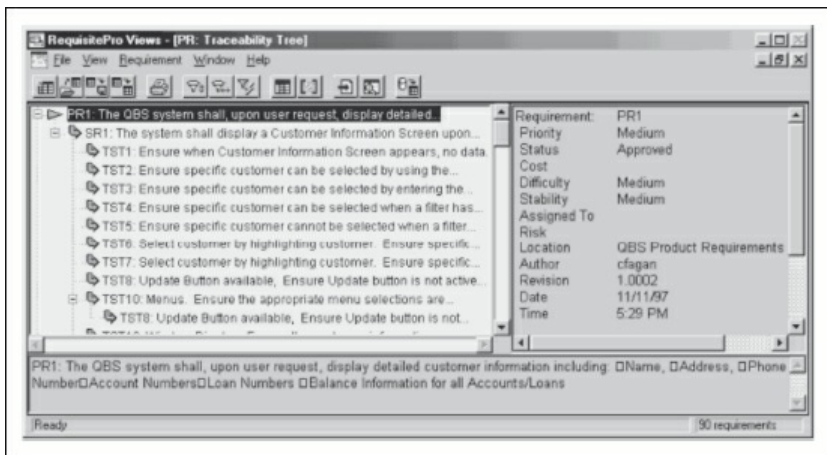 RequisitePro Views - [PR: Traceability Tree]
File View Requirement Window Help
PR1: The QBS system shall, upon user request, display detailed...
SR1: The system shall display a Customer Information Screen upon...
TST1: Ensure when Customer Information Screen appears, no data.
TST2: Ensure specific customer can be selected by using the...
TST3: Ensure specific customer can be selected by entering the...
TST4: Ensure specific customer can be selected when a filter has...
TST5: Ensure specific customer cannot be selected when a filter...
TST6: Select customer by highlighting customer. Ensure specific...
TST7: Select customer by highlighting customer. Ensure specific...
TST8: Update Button available, Ensure Update button is not active...
TST10: Menus. Ensure the appropriate menu selections are...
TST8: Update Button available, Ensure Update button is not...
Requirement: PR1
Priority Medium
Status Approved
Cost
Difficulty Medium
Stability Medium
Assigned To
Risk
Location QBS Product Requirements
Author cfagan
Revision 1.0002
Date 11/11/97
Time 5:29 PM
PR1: The QBS system shall, upon user request, display detailed customer information including: □Name, □Address, □Phone
Number□Account Numbers□Loan Numbers □Balance Information for all Accounts/Loans
Ready 90 requirements